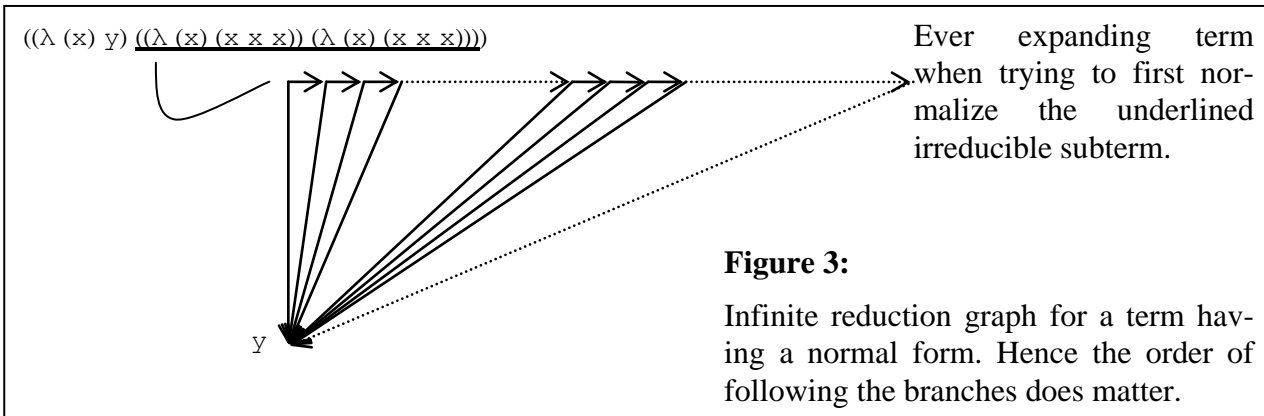 ((λ (x) y) ((λ (x) (x x x)) (λ (x) (x x x))))
Ever expanding term
when trying to first nor-
malize the underlined
irreducible subterm.
y
Figure 3:
Infinite reduction graph for a term hav-
ing a normal form. Hence the order of
following the branches does matter.